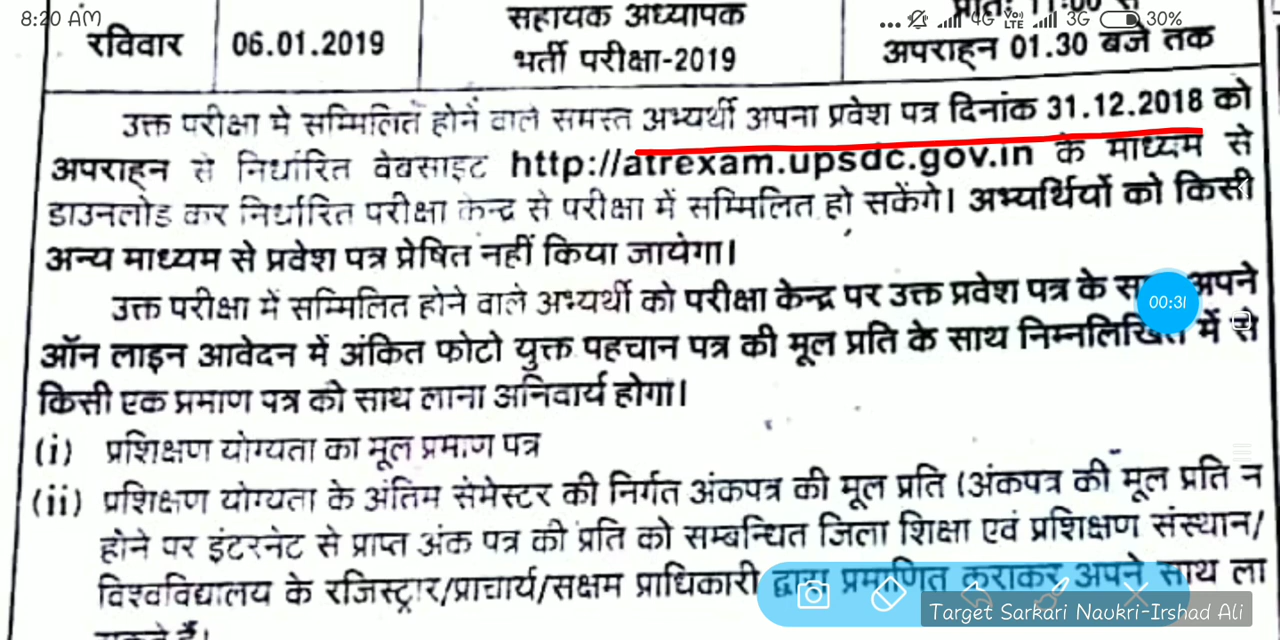 8:20 AM
... 4G VoLTE 3G 30%
सहायक अध्यापक
रविवार 06.01.2019 भर्ती परीक्षा-2019 अपराह्न 01.30 बजे तक
उक्त परीक्षा मे सम्मिलित होने वाले समस्त अभ्यर्थी अपना प्रवेश पत्र दिनांक 31.12.2018 को
अपराह्न से निर्धारित वेबसाइट http://atrexam.upsdc.gov.in के माध्यम से
डाउनलोड कर निर्धारित परीक्षा केन्द्र से परीक्षा में सम्मिलित हो सकेंगे। अभ्यर्थियों को किसी
अन्य माध्यम से प्रवेश पत्र प्रेषित नहीं किया जायेगा।
उक्त परीक्षा में सम्मिलित होने वाले अभ्यर्थी को परीक्षा केन्द्र पर उक्त प्रवेश पत्र के अपने
00:31
ऑन लाइन आवेदन में अंकित फोटो युक्त पहचान पत्र की मूल प्रति के साथ निम्नलिखित में से
किसी एक प्रमाण पत्र को साथ लाना अनिवार्य होगा।
(i) प्रशिक्षण योग्यता का मूल प्रमाण पत्र
(ii) प्रशिक्षण योग्यता के अंतिम सेमेस्टर की निर्गत अंकपत्र की मूल प्रति (अंकपत्र की मूल प्रति न
होने पर इंटरनेट से प्राप्त अंक पत्र की प्रति को सम्बन्धित जिला शिक्षा एवं प्रशिक्षण संस्थान/
विश्वविद्यालय के रजिस्ट्रार/प्राचार्य/सक्षम प्राधिकारी द्वारा प्रमाणित कराकर अपने साथ ला
Target Sarkari Naukri-Irshad Ali